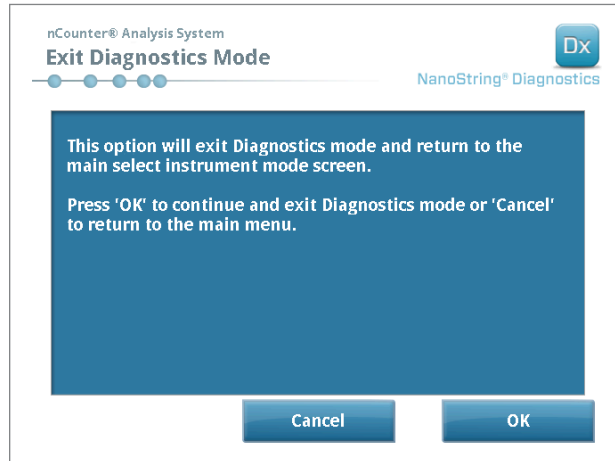 nCounter® Analysis System
Exit Diagnostics Mode
Dx
NanoString® Diagnostics
This option will exit Diagnostics mode and return to the
main select instrument mode screen.
Press 'OK' to continue and exit Diagnostics mode or 'Cancel'
to return to the main menu.
Cancel
OK